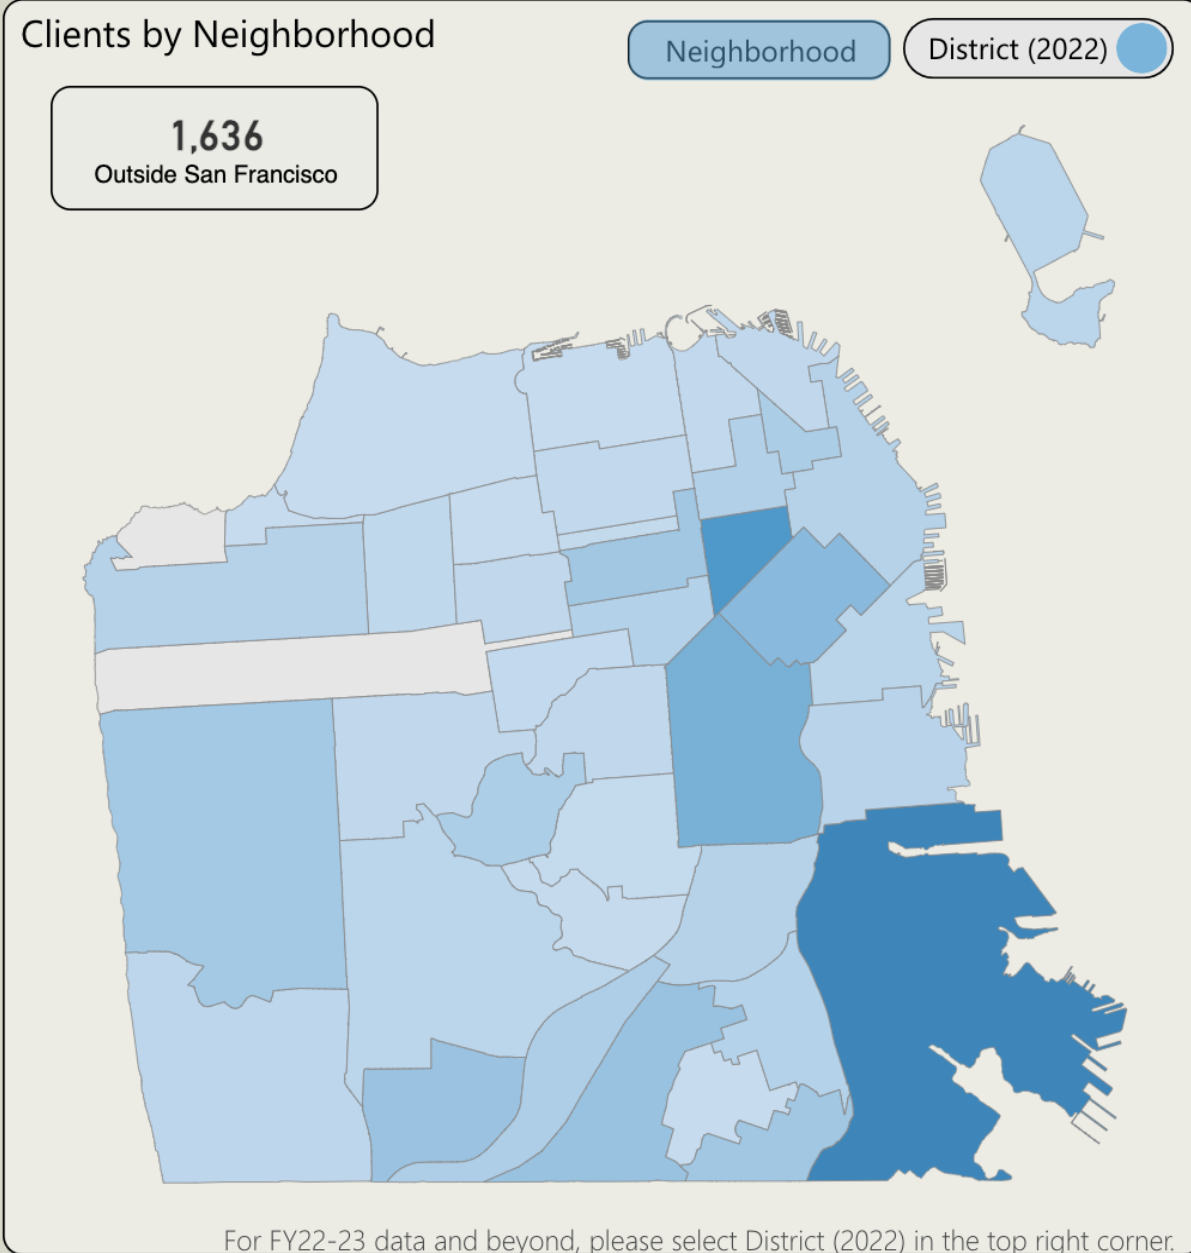 Clients by Neighborhood
Neighborhood
District (2022)
1,636
Outside San Francisco
For FY22-23 data and beyond, please select District (2022) in the top right corner.